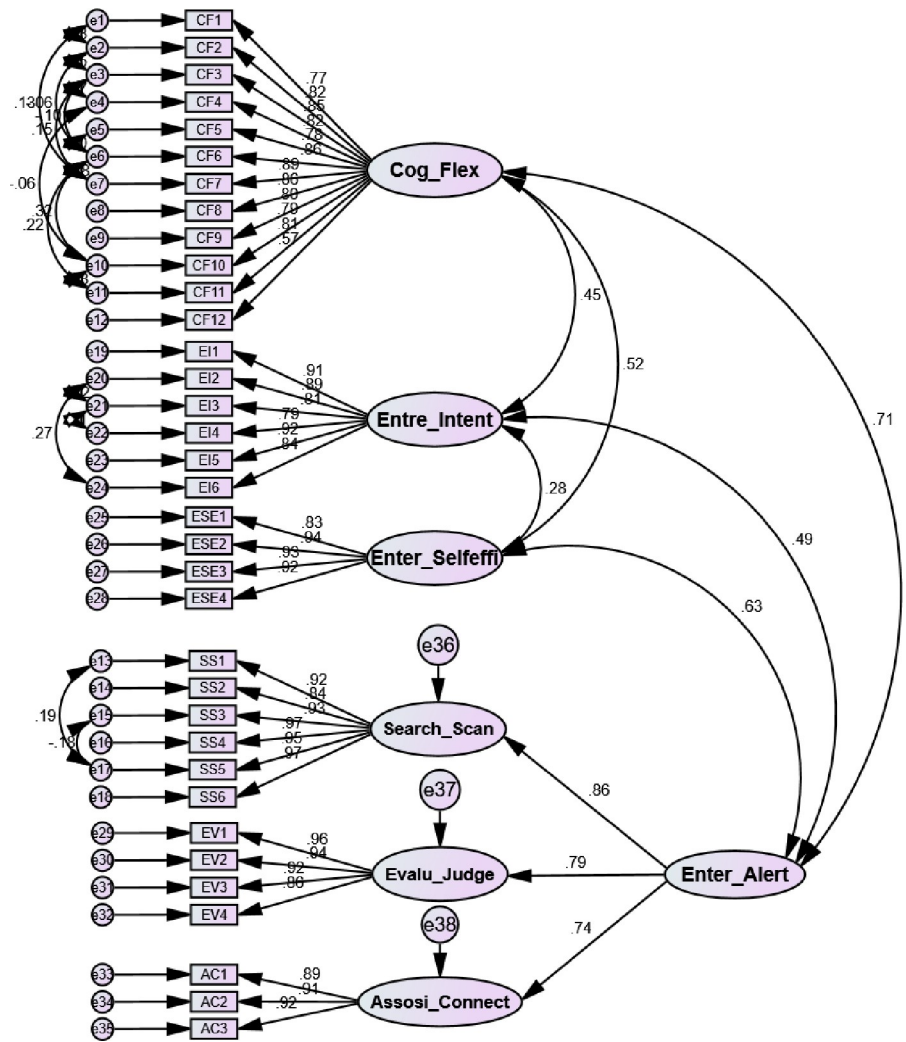 e1 CF1
e2 CF2
e3 CF3
e4 CF4
e5 CF5
e6 CF6
e7 CF7
e8 CF8
e9 CF9
e10 CF10
e11 CF11
e12 CF12
.77
.82
.85
.82
.78
.86
.89
.79
.81
.57
.15
-.06
.22
Cog_Flex
.45
.52
.71
e19 EI1
e20 EI2
e21 EI3
e22 EI4
e23 EI5
e24 EI6
.27
.91
.89
.81
.79
.92
.84
Entre_Intent
.28
.49
e25 ESE1
e26 ESE2
e27 ESE3
e28 ESE4
.83
.94
.93
.92
Enter_Selfeffi
.63
e36
e13 SS1
e14 SS2
e15 SS3
e16 SS4
e17 SS5
e18 SS6
.19
-.18
.92
.84
.93
.97
.95
.97
Search_Scan
.86
e37
e29 EV1
e30 EV2
e31 EV3
e32 EV4
.96
.94
.92
.86
Evalu_Judge
.79
Enter_Alert
e38
.74
e33 AC1
e34 AC2
e35 AC3
.89
.91
.92
Assosi_Connect